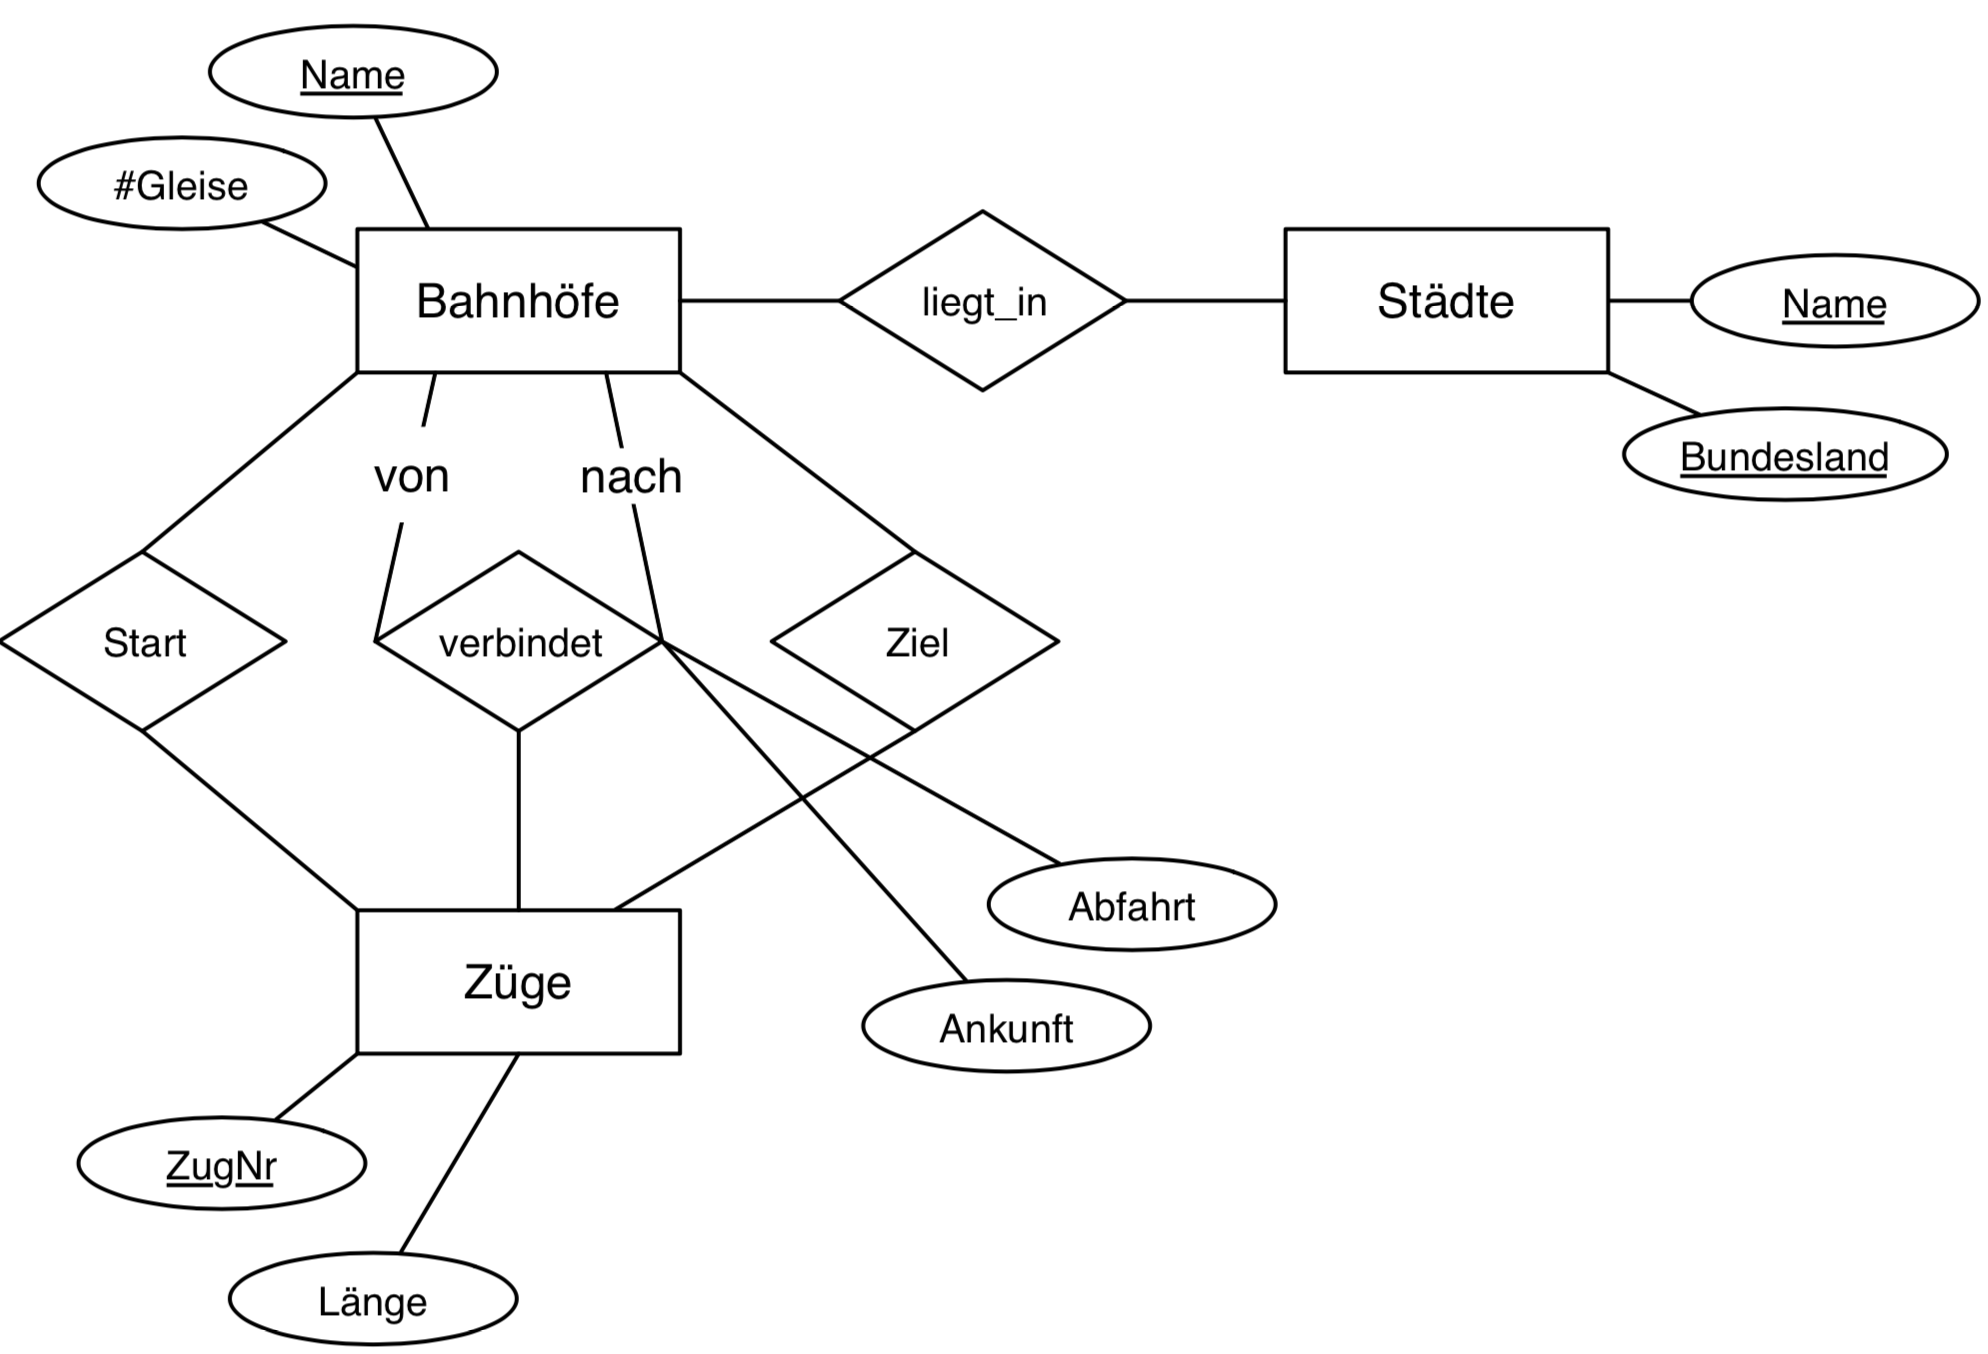 Name
#Gleise
Bahnhöfe
liegt_in
Städte
Name
Bundesland
von
nach
Start
verbindet
Ziel
Abfahrt
Züge
Ankunft
ZugNr
Länge